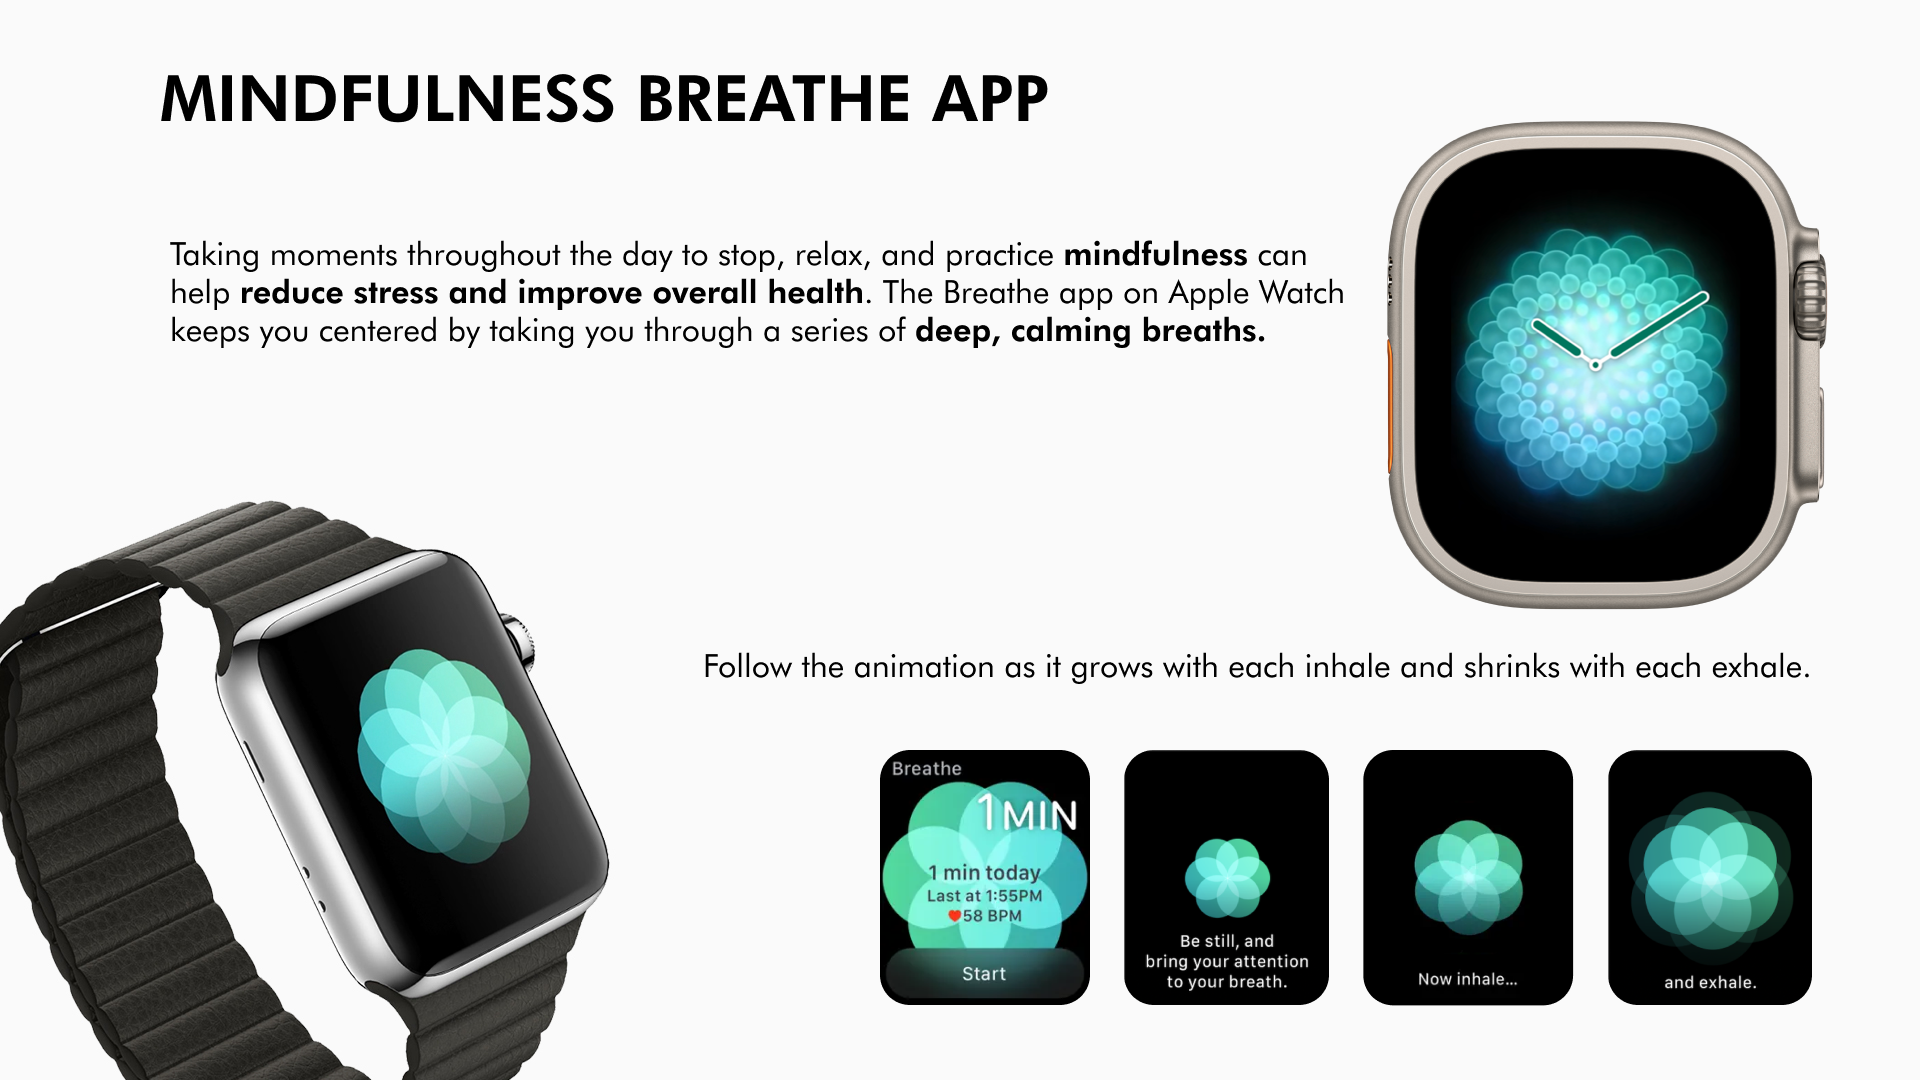 MINDFULNESS BREATHE APP
Taking moments throughout the day to stop, relax, and practice mindfulness can
help reduce stress and improve overall health. The Breathe app on Apple Watch
keeps you centered by taking you through a series of deep, calming breaths.
Follow the animation as it grows with each inhale and shrinks with each exhale.
Breathe
1MIN
1 min today
Last at 1:55PM
❤58 BPM
Start
Be still, and
bring your attention
to your breath.
Now inhale...
and exhale.